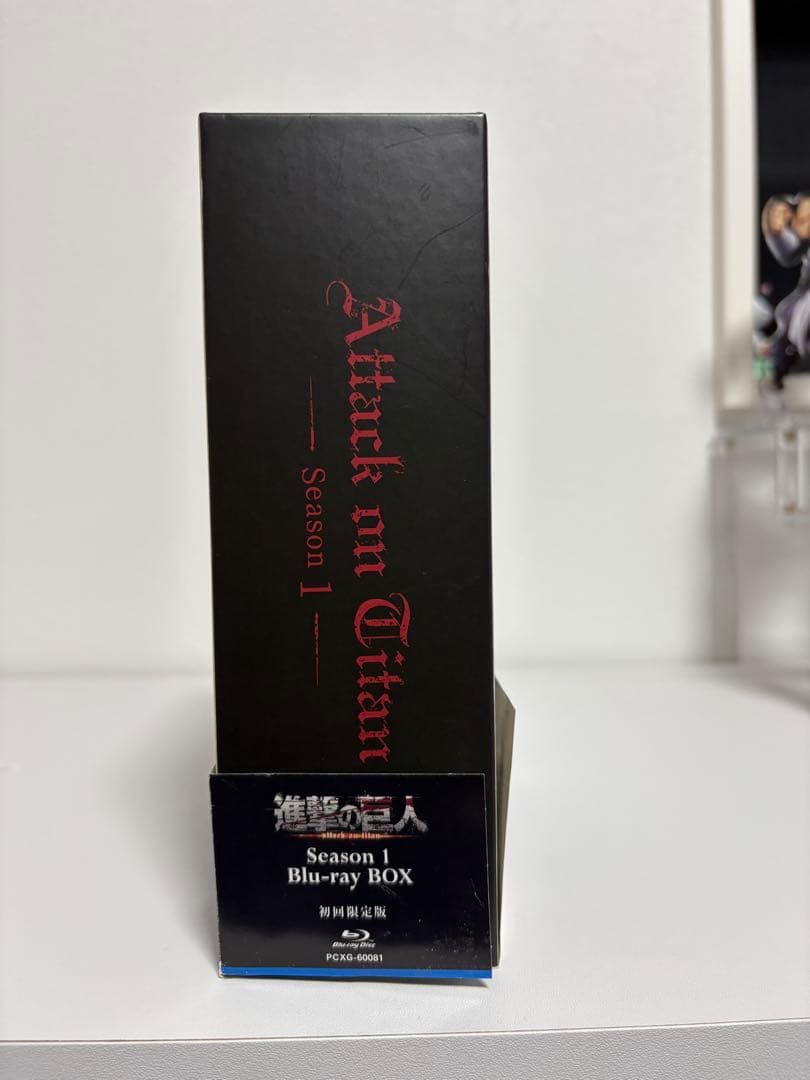 Attack on Titan
Season 1
進撃の巨人
attack on titan
Season 1
Blu-ray BOX
初回限定版
Blu-ray Disc
PCXG-60081